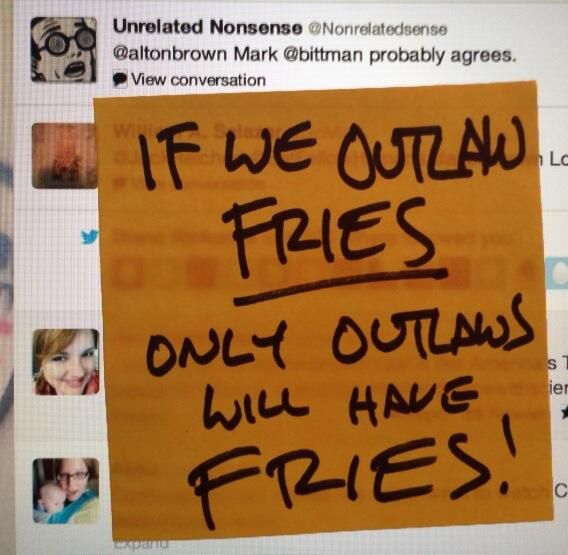 Unrelated Nonsense @Nonrelatedsense
@altonbrown Mark @bittman probably agrees.
View conversation
IF WE OUTLAW
FRIES
ONLY OUTLAWS
WILL HAVE
FRIES!
Expand